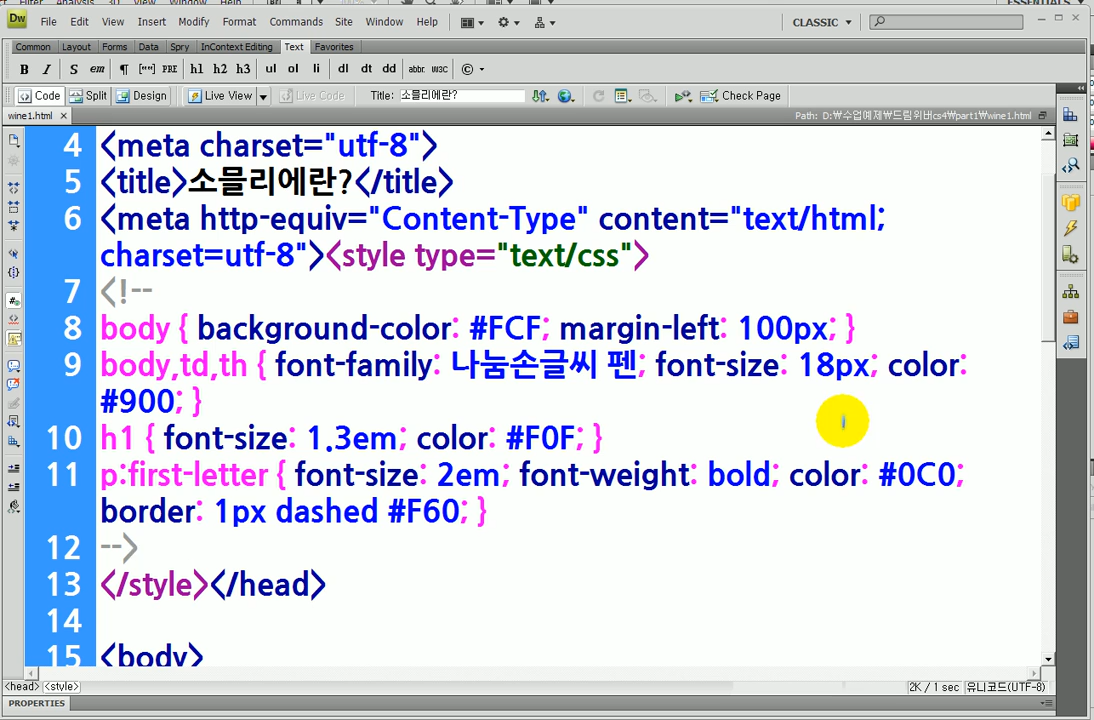 Dw File Edit View Insert Modify Format Commands Site Window Help CLASSIC
Common Layout Forms Data Spry InContext Editing Text Favorites
B I S em ¶ [""] PRE h1 h2 h3 ul ol li dl dt dd abbr. W3C ©
Code Split Design Live View Live Code Title: 소믈리에란? Check Page
wine1.html × Path: D:₩수업예제₩드림위버cs4₩part1₩wine1.html
4 <meta charset="utf-8">
5 <title>소믈리에란?</title>
6 <meta http-equiv="Content-Type" content="text/html;
charset=utf-8"><style type="text/css">
7 <!--
8 body { background-color: #FCF; margin-left: 100px; }
9 body,td,th { font-family: 나눔손글씨 펜; font-size: 18px; color:
#900; }
10 h1 { font-size: 1.3em; color: #F0F; }
11 p:first-letter { font-size: 2em; font-weight: bold; color: #0C0;
border: 1px dashed #F60; }
12 -->
13 </style></head>
14
15 <body>
<head> <style> 2K / 1 sec 유니코드(UTF-8)
PROPERTIES